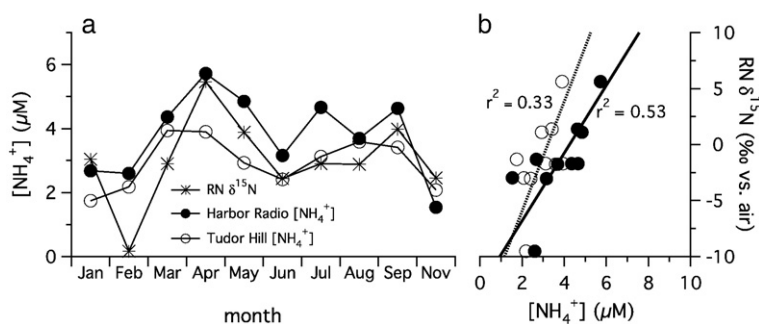 a
b
[NH₄⁺] (µM)
6
4
2
0
RN δ¹⁵N
Harbor Radio [NH₄⁺]
Tudor Hill [NH₄⁺]
Jan Feb Mar Apr May Jun Jul Aug Sep Nov
month
r² = 0.33
r² = 0.53
10
5
0
-5
-10
RN δ¹⁵N (‰ vs. air)
0 2 4 6 8 10
[NH₄⁺] (µM)